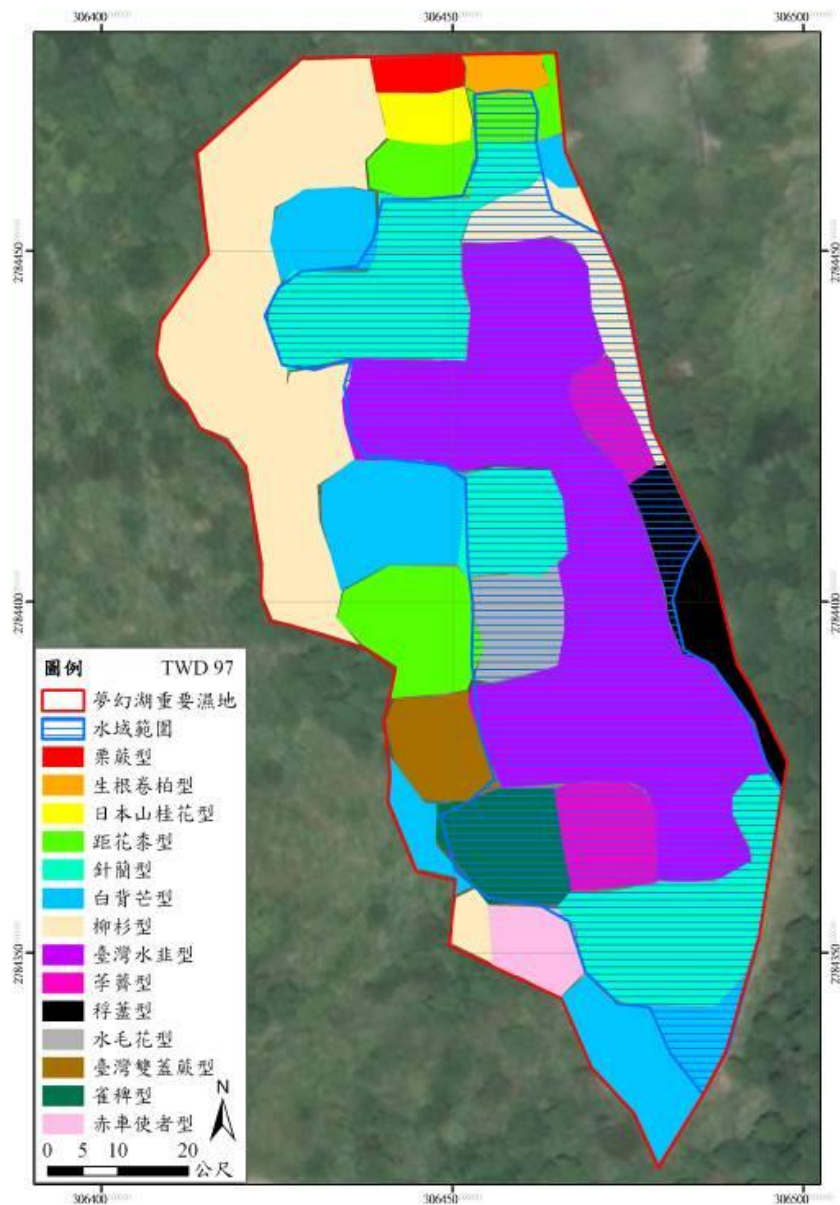 306400
306450
306500
2784450
2784450
2784400
2784400
2784350
2784350
圖例 TWD 97
夢幻湖重要濕地
水域範圍
栗蕨型
生根卷柏型
日本山桂花型
距花黍型
針藺型
白背芒型
柳杉型
臺灣水韭型
荸薺型
稃藎型
水毛花型
臺灣雙蓋蕨型
雀稗型
赤車使者型
N
0 5 10 20
公尺
306400
306450
306500